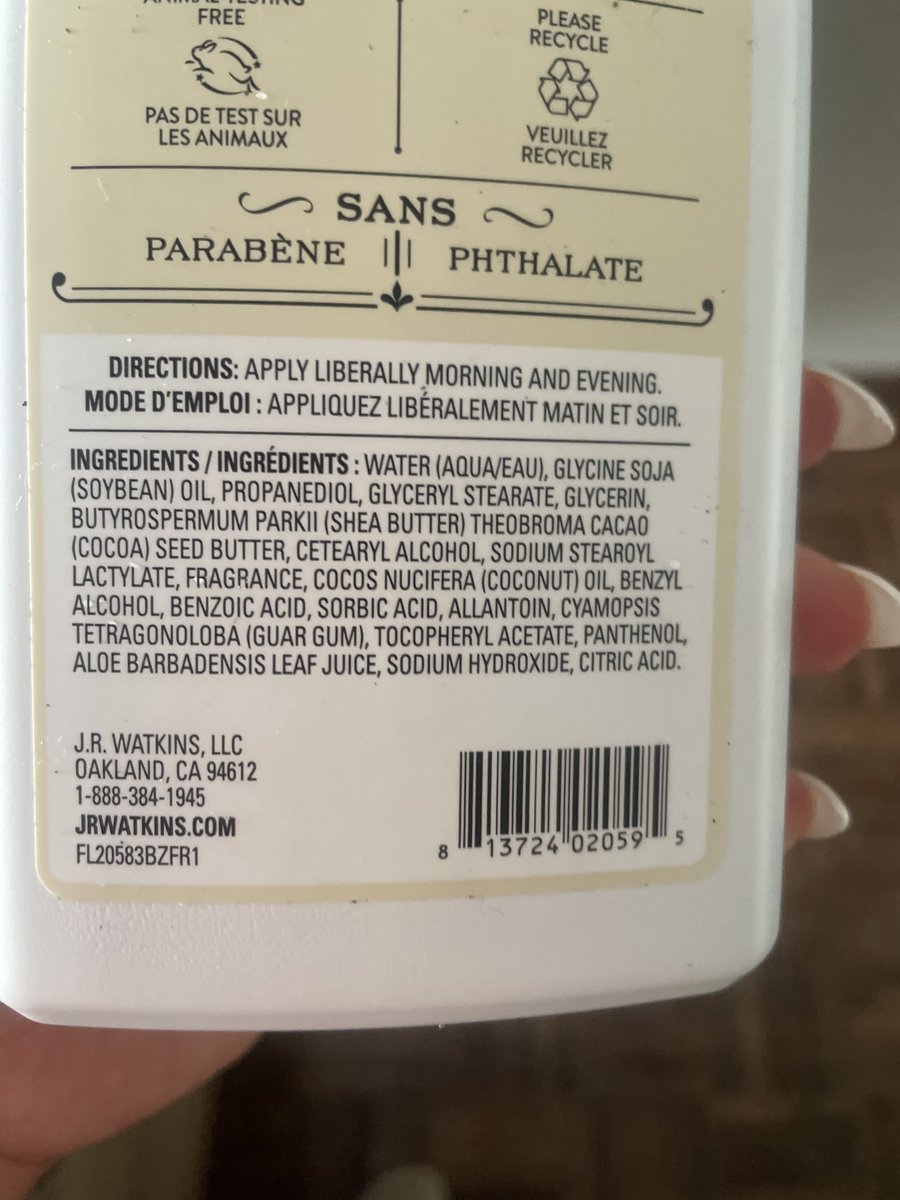 ANIMAL TESTING
FREE
PAS DE TEST SUR
LES ANIMAUX
PLEASE
RECYCLE
VEUILLEZ
RECYCLER
SANS
PARABÈNE PHTHALATE
DIRECTIONS: APPLY LIBERALLY MORNING AND EVENING.
MODE D'EMPLOI : APPLIQUEZ LIBÉRALEMENT MATIN ET SOIR.
INGREDIENTS / INGRÉDIENTS : WATER (AQUA/EAU), GLYCINE SOJA
(SOYBEAN) OIL, PROPANEDIOL, GLYCERYL STEARATE, GLYCERIN,
BUTYROSPERMUM PARKII (SHEA BUTTER) THEOBROMA CACAO
(COCOA) SEED BUTTER, CETEARYL ALCOHOL, SODIUM STEAROYL
LACTYLATE, FRAGRANCE, COCOS NUCIFERA (COCONUT) OIL, BENZYL
ALCOHOL, BENZOIC ACID, SORBIC ACID, ALLANTOIN, CYAMOPSIS
TETRAGONOLOBA (GUAR GUM), TOCOPHERYL ACETATE, PANTHENOL,
ALOE BARBADENSIS LEAF JUICE, SODIUM HYDROXIDE, CITRIC ACID.
J.R. WATKINS, LLC
OAKLAND, CA 94612
1-888-384-1945
JRWATKINS.COM
FL20583BZFR1
8 13724 02059 5